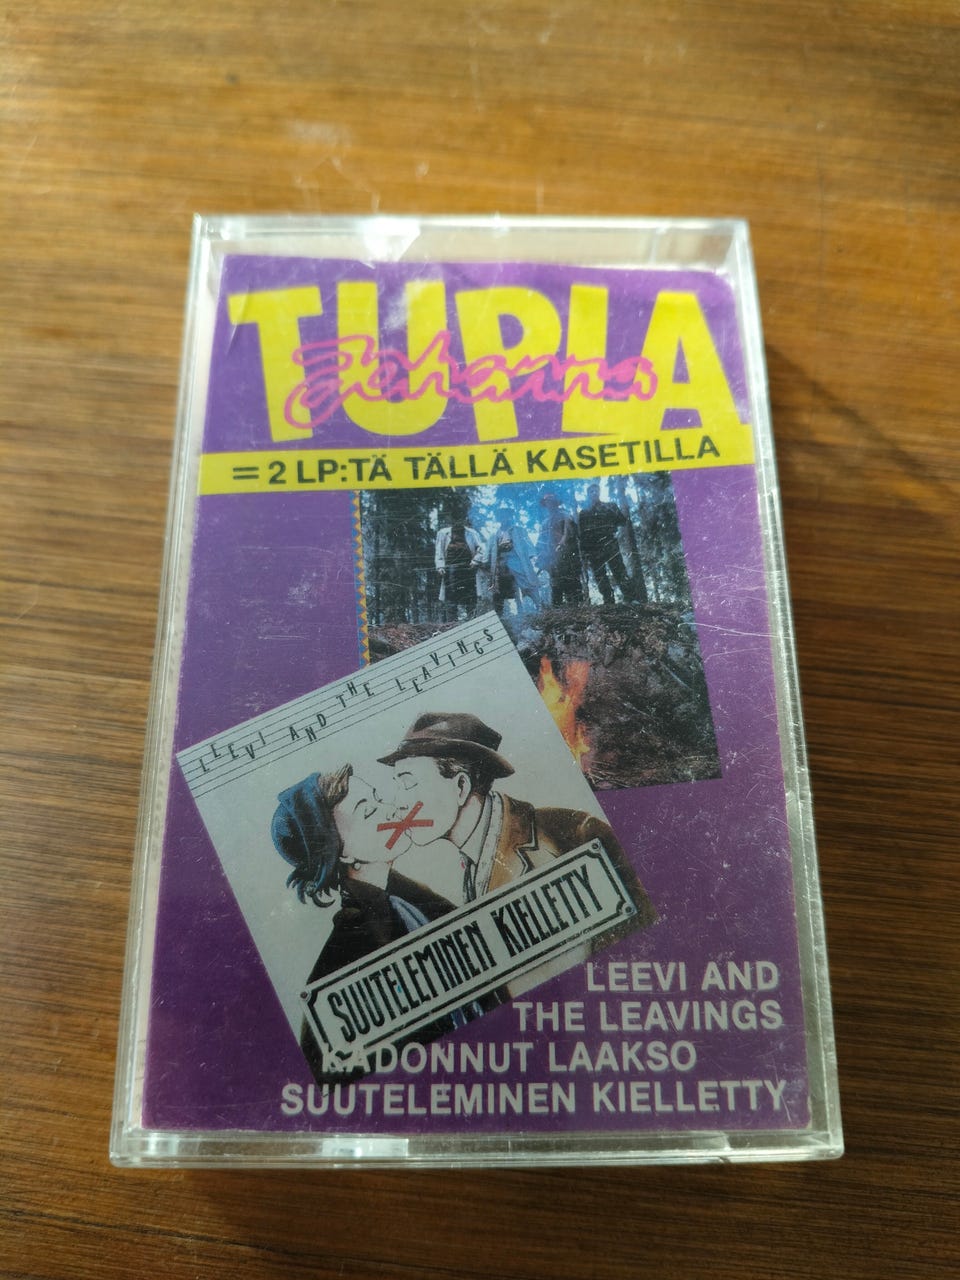 TUPLA
Johanna
= 2 LP:TÄ TÄLLÄ KASETILLA
LEEVI AND THE LEAVINGS
SUUTELEMINEN KIELLETTY
LEEVI AND
THE LEAVINGS
KADONNUT LAAKSO
SUUTELEMINEN KIELLETTY